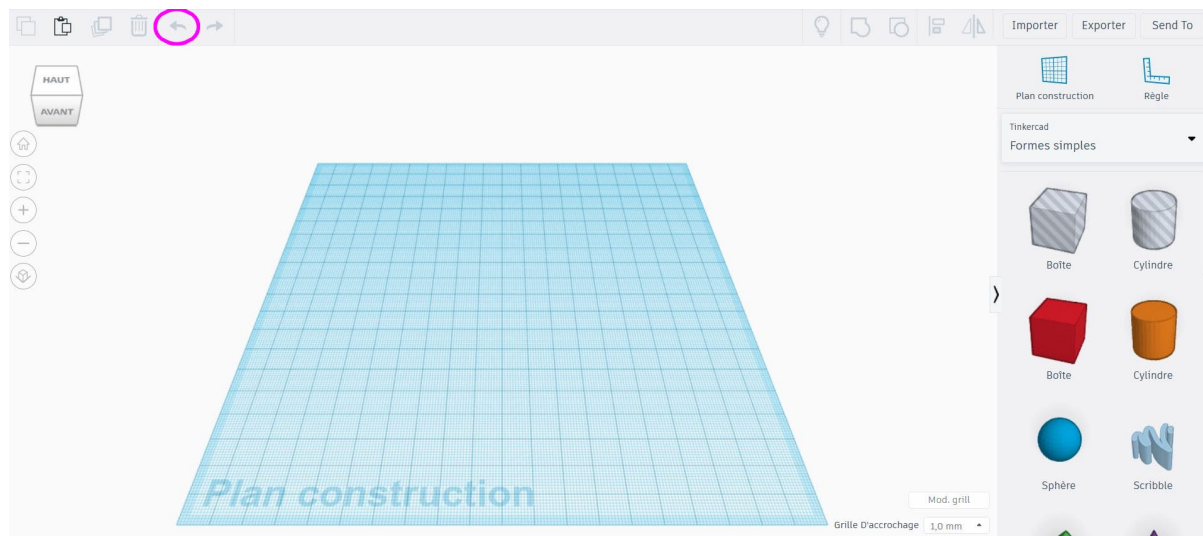 Importer
Exporter
Send To
HAUT
AVANT
Plan construction
Règle
Tinkercad
Formes simples
Boîte
Cylindre
Boîte
Cylindre
Sphère
Scribble
Plan construction
Mod. grill
Grille D'accrochage 1,0 mm